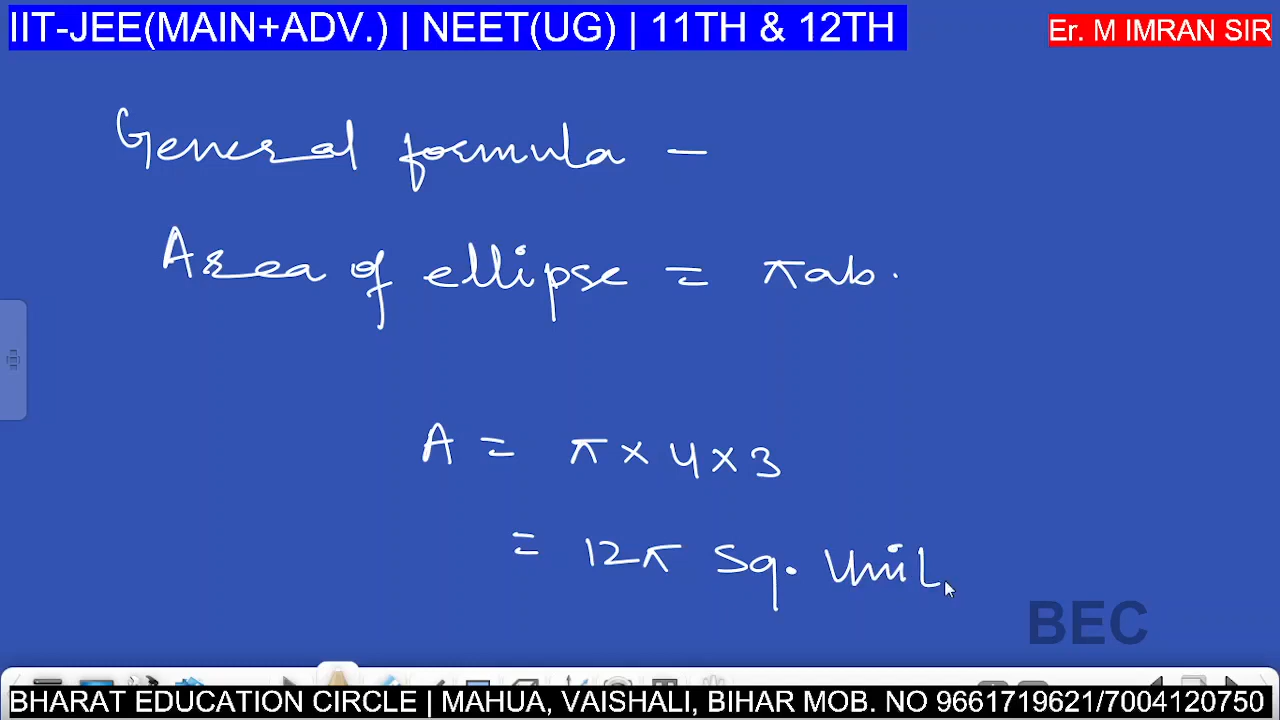 IIT-JEE(MAIN+ADV.) | NEET(UG) | 11TH & 12TH
Er. M IMRAN SIR
General formula –
Area of ellipse = πab.
A = π × 4 × 3
= 12π Sq. Unit
BEC
BHARAT EDUCATION CIRCLE | MAHUA, VAISHALI, BIHAR MOB. NO 9661719621/7004120750